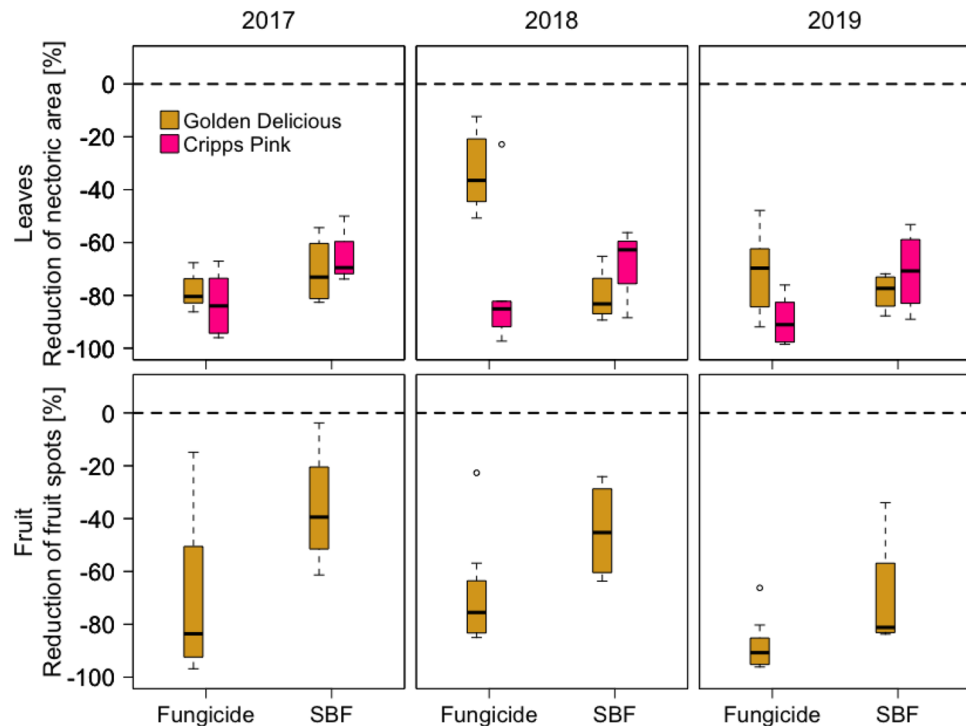 2017 2018 2019
Leaves
Reduction of nectoric area [%]
0
-20
-40
-60
-80
-100
Golden Delicious
Cripps Pink
Fruit
Reduction of fruit spots [%]
0
-20
-40
-60
-80
-100
Fungicide SBF Fungicide SBF Fungicide SBF